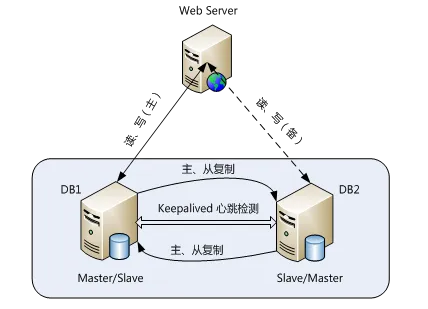 Web Server
读、写（主）
读、写（备）
主、从复制
DB1
DB2
Keepalived 心跳检测
主、从复制
Master/Slave
Slave/Master